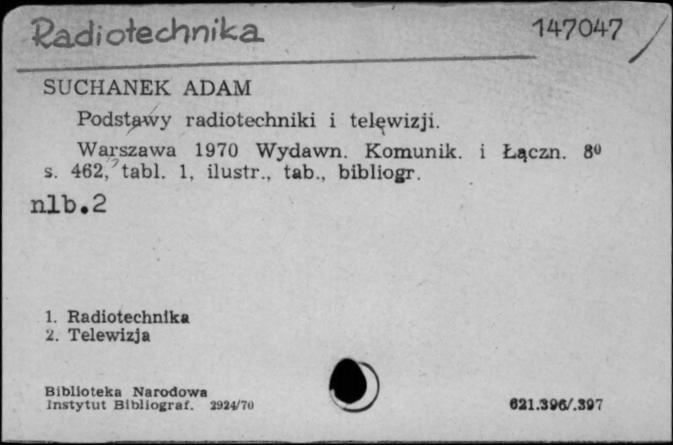 Radiotechnika 147047
SUCHANEK ADAM
Podstawy radiotechniki i telewizji.
Warszawa 1970 Wydawn. Komunik. i Łączn. 8º
s. 462, tabl. 1, ilustr., tab., bibliogr.
nlb.2
1. Radiotechnika
2. Telewizja
Biblioteka Narodowa
Instytut Bibliograf. 2924/70 621.396/.397